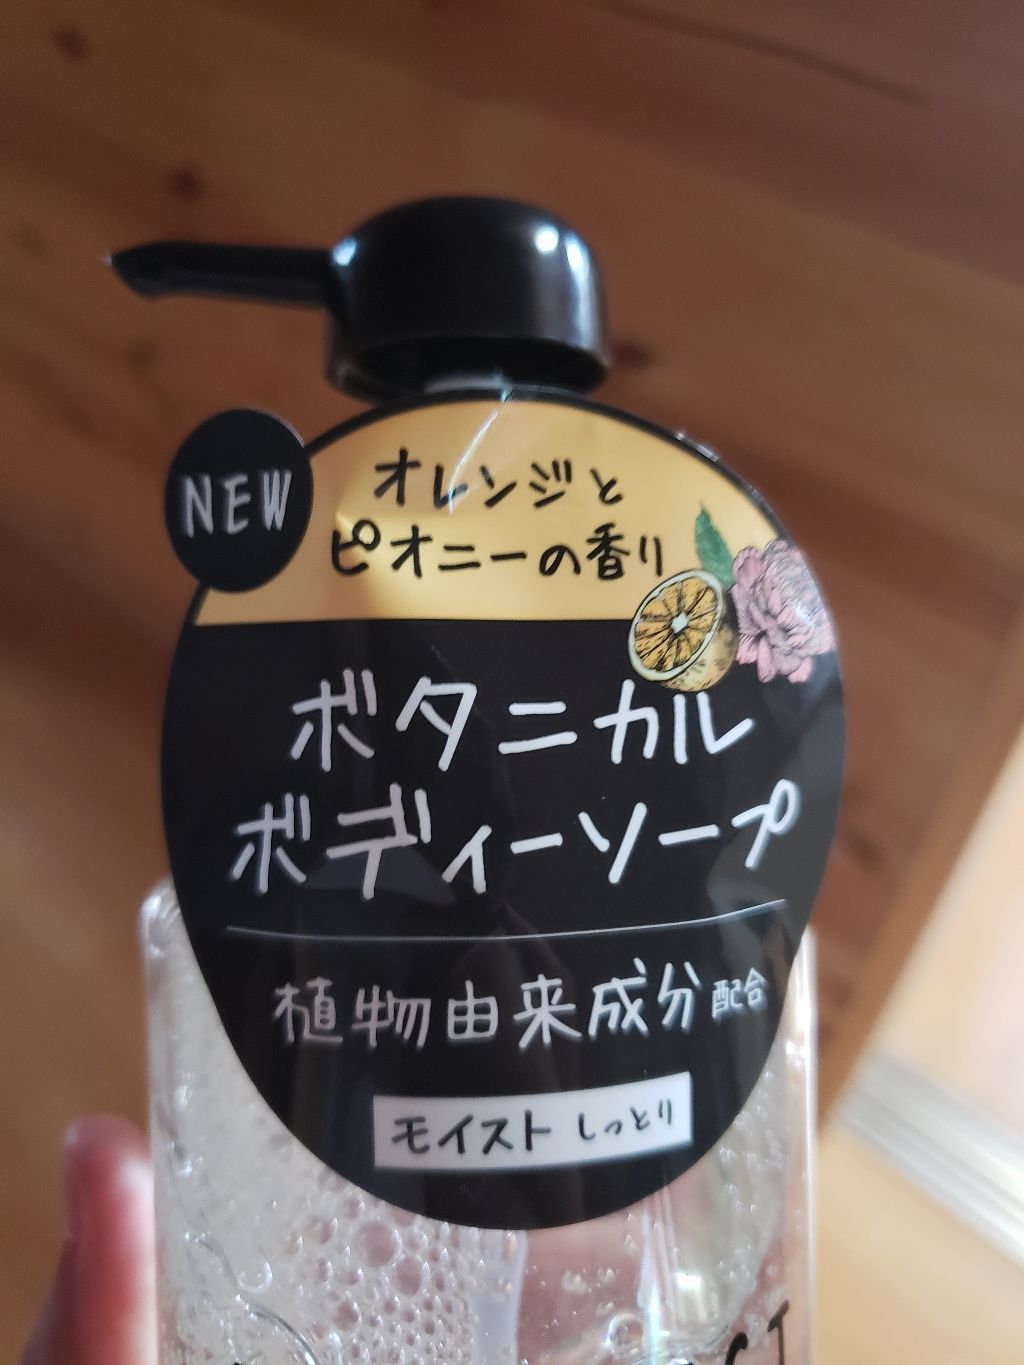 NEW
オレンジと
ピオニーの香り
ボタニカル
ボディーソープ
植物由来成分配合
モイスト しっとり